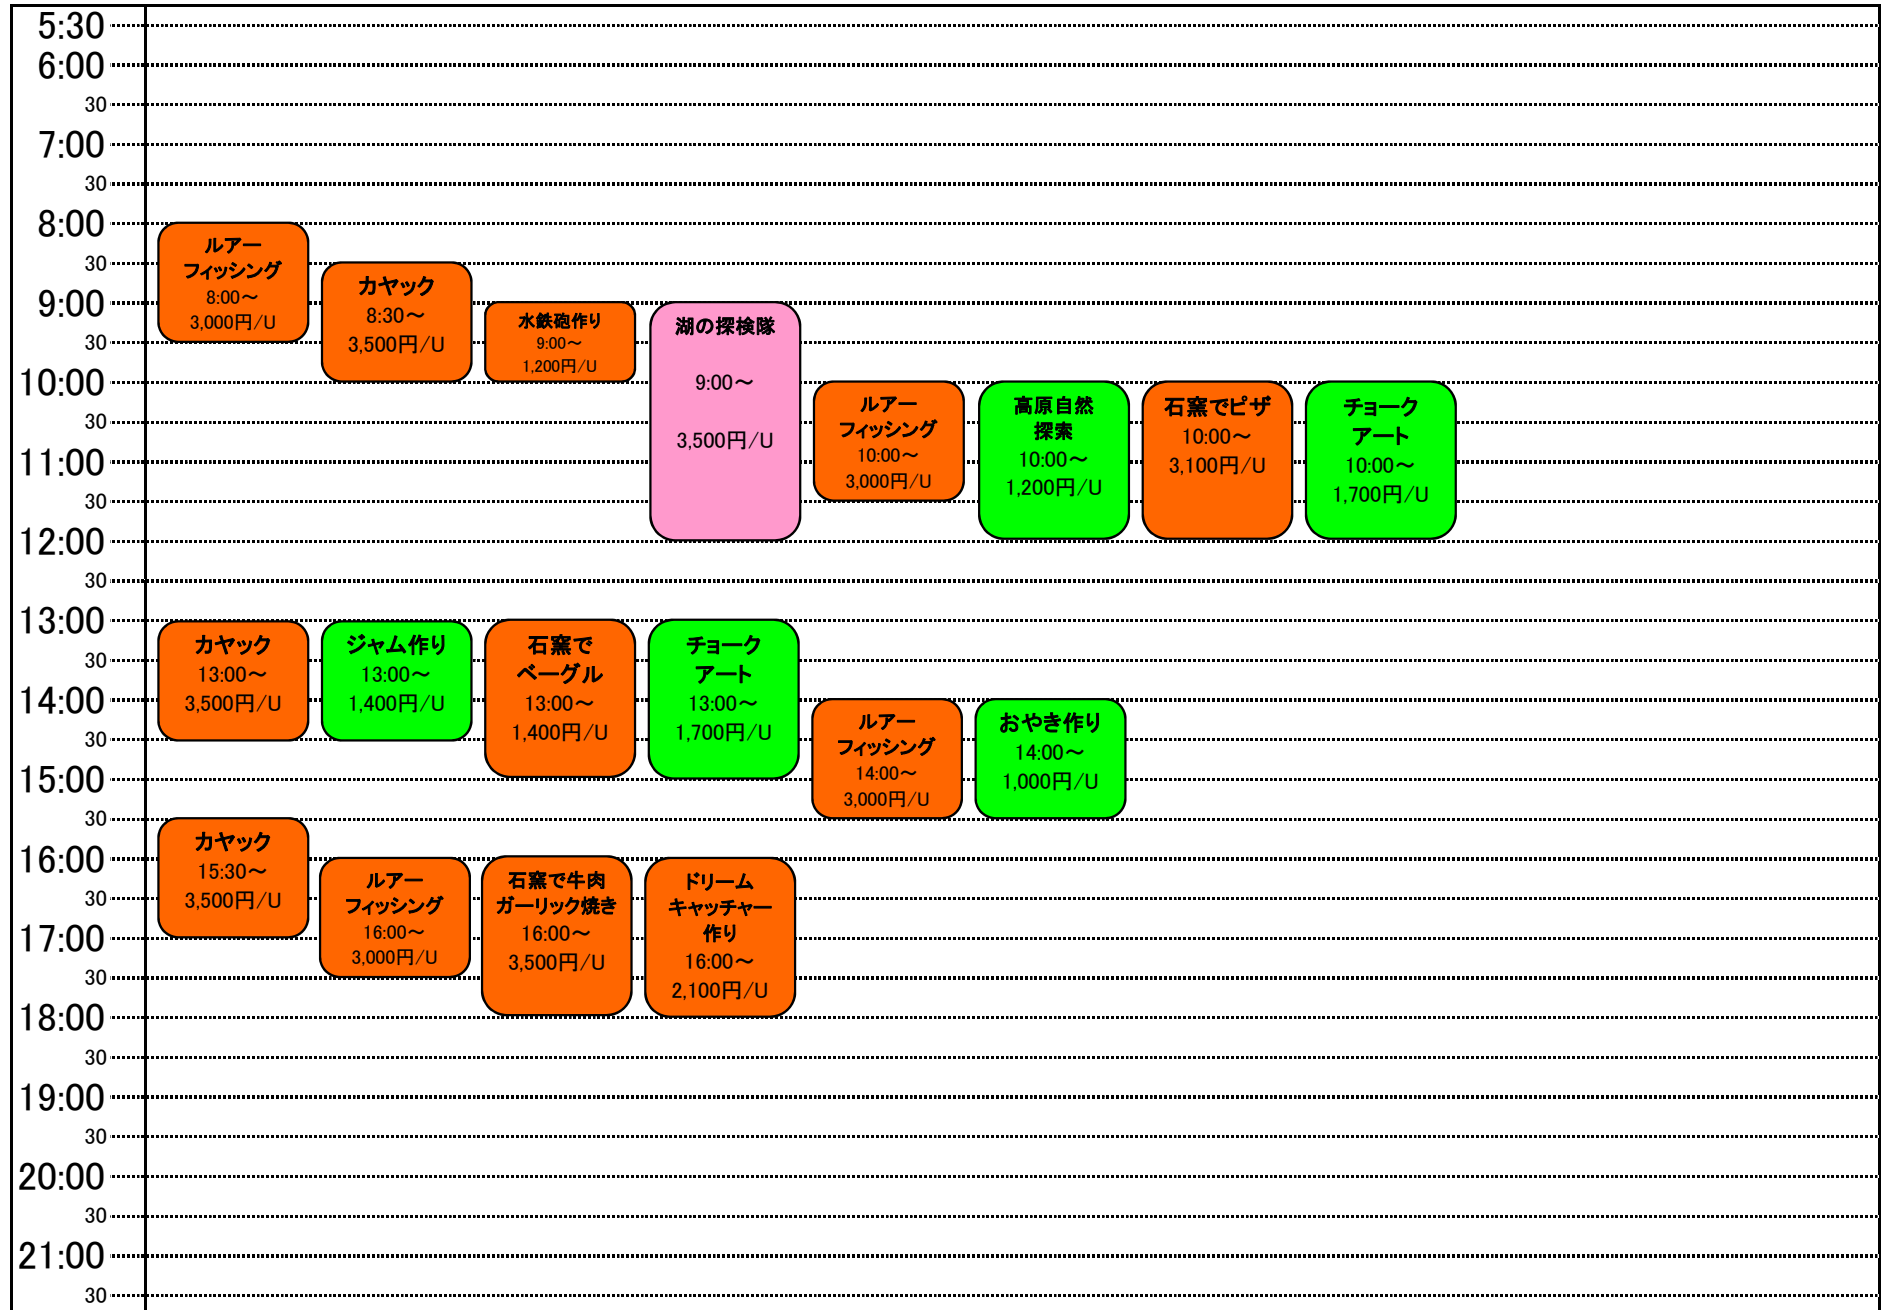 5:30
6:00
30
7:00
30
8:00
30
9:00
30
10:00
30
11:00
30
12:00
30
13:00
30
14:00
30
15:00
30
16:00
30
17:00
30
18:00
30
19:00
30
20:00
30
21:00
30
ルアー
フィッシング
8:00～
3,000円/U
カヤック
8:30～
3,500円/U
水鉄砲作り
9:00～
1,200円/U
湖の探検隊
9:00～
3,500円/U
ルアー
フィッシング
10:00～
3,000円/U
高原自然
探索
10:00～
1,200円/U
石窯でピザ
10:00～
3,100円/U
チョーク
アート
10:00～
1,700円/U
カヤック
13:00～
3,500円/U
ジャム作り
13:00～
1,400円/U
石窯で
ベーグル
13:00～
1,400円/U
チョーク
アート
13:00～
1,700円/U
ルアー
フィッシング
14:00～
3,000円/U
おやき作り
14:00～
1,000円/U
カヤック
15:30～
3,500円/U
ルアー
フィッシング
16:00～
3,000円/U
石窯で牛肉
ガーリック焼き
16:00～
3,500円/U
ドリーム
キャッチャー
作り
16:00～
2,100円/U